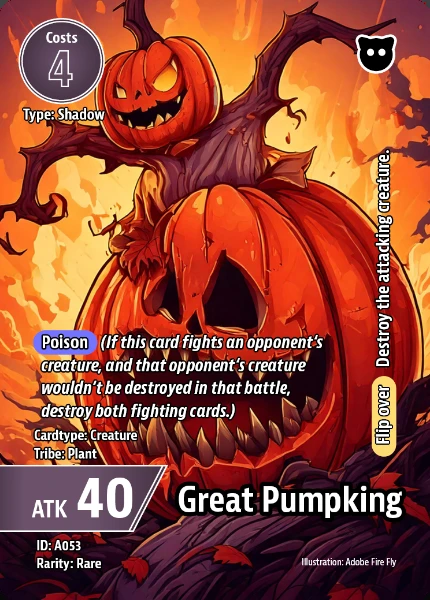 Costs
4
Type: Shadow
Flip over Destroy the attacking creature.
Poison (If this card fights an opponent's
creature, and that opponent's creature
wouldn't be destroyed in that battle,
destroy both fighting cards.)
Cardtype: Creature
Tribe: Plant
ATK 40
Great Pumpking
ID: A053
Rarity: Rare
Illustration: Adobe Fire Fly